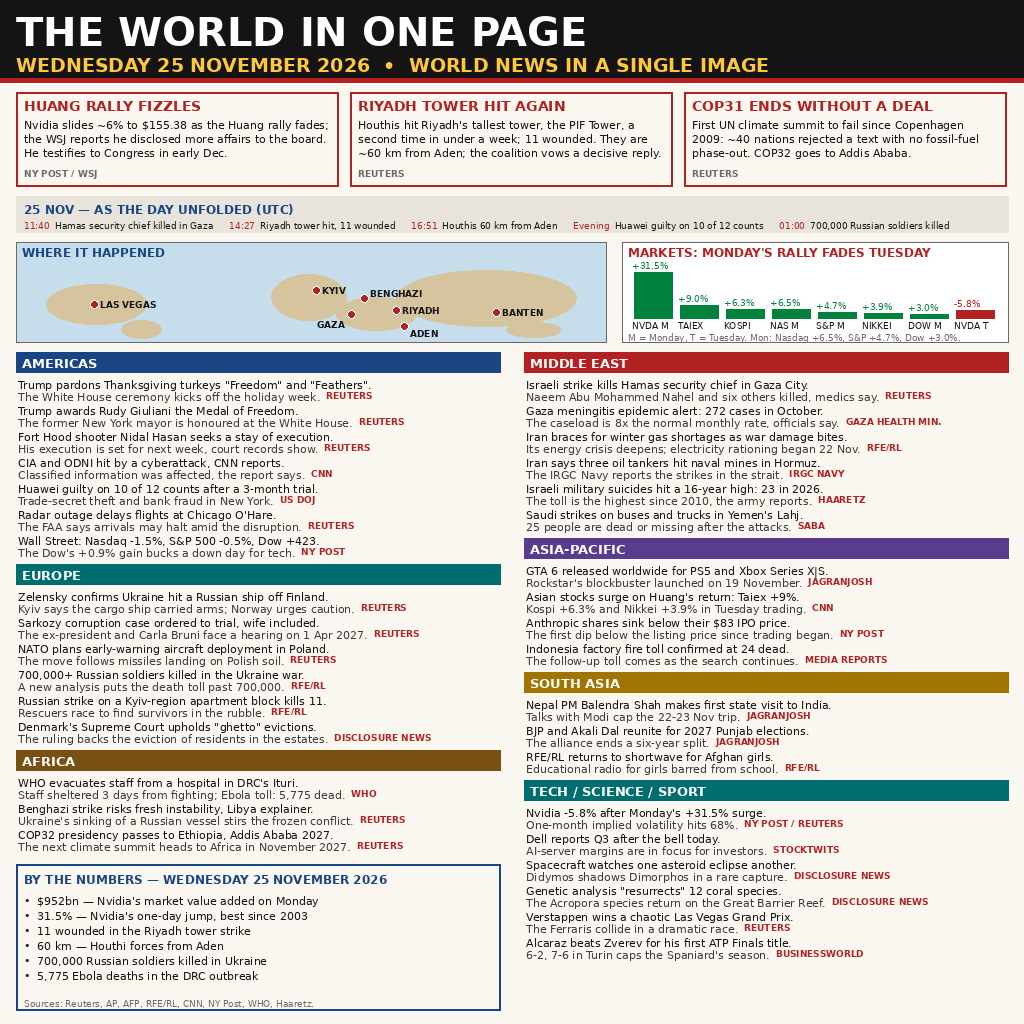 THE WORLD IN ONE PAGE
WEDNESDAY 25 NOVEMBER 2026 • WORLD NEWS IN A SINGLE IMAGE
HUANG RALLY FIZZLES
Nvidia slides ~6% to $155.38 as the Huang rally fades;
the WSJ reports he disclosed more affairs to the board.
He testifies to Congress in early Dec.
NY POST / WSJ
RIYADH TOWER HIT AGAIN
Houthis hit Riyadh's tallest tower, the PIF Tower, a
second time in under a week; 11 wounded. They are
~60 km from Aden; the coalition vows a decisive reply.
REUTERS
COP31 ENDS WITHOUT A DEAL
First UN climate summit to fail since Copenhagen
2009: ~40 nations rejected a text with no fossil-fuel
phase-out. COP32 goes to Addis Ababa.
REUTERS
25 NOV — AS THE DAY UNFOLDED (UTC)
11:40 Hamas security chief killed in Gaza 14:27 Riyadh tower hit, 11 wounded 16:51 Houthis 60 km from Aden Evening Huawei guilty on 10 of 12 counts 01:00 700,000 Russian soldiers killed
WHERE IT HAPPENED
LAS VEGAS
KYIV
BENGHAZI
GAZA
RIYADH
ADEN
BANTEN
MARKETS: MONDAY'S RALLY FADES TUESDAY
+31.5% +9.0% +6.3% +6.5% +4.7% +3.9% +3.0% -5.8%
NVDA M TAIEX KOSPI NAS M S&P M NIKKEI DOW M NVDA T
M = Monday, T = Tuesday. Mon: Nasdaq +6.5%, S&P +4.7%, Dow +3.0%.
AMERICAS
Trump pardons Thanksgiving turkeys "Freedom" and "Feathers".
The White House ceremony kicks off the holiday week. REUTERS
Trump awards Rudy Giuliani the Medal of Freedom.
The former New York mayor is honoured at the White House. REUTERS
Fort Hood shooter Nidal Hasan seeks a stay of execution.
His execution is set for next week, court records show. REUTERS
CIA and ODNI hit by a cyberattack, CNN reports.
Classified information was affected, the report says. CNN
Huawei guilty on 10 of 12 counts after a 3-month trial.
Trade-secret theft and bank fraud in New York. US DOJ
Radar outage delays flights at Chicago O'Hare.
The FAA says arrivals may halt amid the disruption. REUTERS
Wall Street: Nasdaq -1.5%, S&P 500 -0.5%, Dow +423.
The Dow's +0.9% gain bucks a down day for tech. NY POST
EUROPE
Zelensky confirms Ukraine hit a Russian ship off Finland.
Kyiv says the cargo ship carried arms; Norway urges caution. REUTERS
Sarkozy corruption case ordered to trial, wife included.
The ex-president and Carla Bruni face a hearing on 1 Apr 2027. REUTERS
NATO plans early-warning aircraft deployment in Poland.
The move follows missiles landing on Polish soil. REUTERS
700,000+ Russian soldiers killed in the Ukraine war.
A new analysis puts the death toll past 700,000. RFE/RL
Russian strike on a Kyiv-region apartment block kills 11.
Rescuers race to find survivors in the rubble. RFE/RL
Denmark's Supreme Court upholds "ghetto" evictions.
The ruling backs the eviction of residents in the estates. DISCLOSURE NEWS
AFRICA
WHO evacuates staff from a hospital in DRC's Ituri.
Staff sheltered 3 days from fighting; Ebola toll: 5,775 dead. WHO
Benghazi strike risks fresh instability, Libya explainer.
Ukraine's sinking of a Russian vessel stirs the frozen conflict. REUTERS
COP32 presidency passes to Ethiopia, Addis Ababa 2027.
The next climate summit heads to Africa in November 2027. REUTERS
BY THE NUMBERS — WEDNESDAY 25 NOVEMBER 2026
• $952bn — Nvidia's market value added on Monday
• 31.5% — Nvidia's one-day jump, best since 2003
• 11 wounded in the Riyadh tower strike
• 60 km — Houthi forces from Aden
• 700,000 Russian soldiers killed in Ukraine
• 5,775 Ebola deaths in the DRC outbreak
Sources: Reuters, AP, AFP, RFE/RL, CNN, NY Post, WHO, Haaretz.
MIDDLE EAST
Israeli strike kills Hamas security chief in Gaza City.
Naeem Abu Mohammed Nahel and six others killed, medics say. REUTERS
Gaza meningitis epidemic alert: 272 cases in October.
The caseload is 8x the normal monthly rate, officials say. GAZA HEALTH MIN.
Iran braces for winter gas shortages as war damage bites.
Its energy crisis deepens; electricity rationing began 22 Nov. RFE/RL
Iran says three oil tankers hit naval mines in Hormuz.
The IRGC Navy reports the strikes in the strait. IRGC NAVY
Israeli military suicides hit a 16-year high: 23 in 2026.
The toll is the highest since 2010, the army reports. HAARETZ
Saudi strikes on buses and trucks in Yemen's Lahj.
25 people are dead or missing after the attacks. SABA
ASIA-PACIFIC
GTA 6 released worldwide for PS5 and Xbox Series X|S.
Rockstar's blockbuster launched on 19 November. JAGRANJOSH
Asian stocks surge on Huang's return: Taiex +9%.
Kospi +6.3% and Nikkei +3.9% in Tuesday trading. CNN
Anthropic shares sink below their $83 IPO price.
The first dip below the listing price since trading began. NY POST
Indonesia factory fire toll confirmed at 24 dead.
The follow-up toll comes as the search continues. MEDIA REPORTS
SOUTH ASIA
Nepal PM Balendra Shah makes first state visit to India.
Talks with Modi cap the 22-23 Nov trip. JAGRANJOSH
BJP and Akali Dal reunite for 2027 Punjab elections.
The alliance ends a six-year split. JAGRANJOSH
RFE/RL returns to shortwave for Afghan girls.
Educational radio for girls barred from school. RFE/RL
TECH / SCIENCE / SPORT
Nvidia -5.8% after Monday's +31.5% surge.
One-month implied volatility hits 68%. NY POST / REUTERS
Dell reports Q3 after the bell today.
AI-server margins are in focus for investors. STOCKTWITS
Spacecraft watches one asteroid eclipse another.
Didymos shadows Dimorphos in a rare capture. DISCLOSURE NEWS
Genetic analysis "resurrects" 12 coral species.
The Acropora species return on the Great Barrier Reef. DISCLOSURE NEWS
Verstappen wins a chaotic Las Vegas Grand Prix.
The Ferraris collide in a dramatic race. REUTERS
Alcaraz beats Zverev for his first ATP Finals title.
6-2, 7-6 in Turin caps the Spaniard's season. BUSINESSWORLD